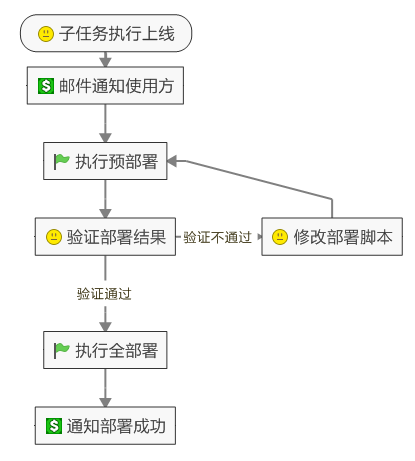 子任务执行上线
邮件通知使用方
执行预部署
验证部署结果
验证不通过
修改部署脚本
验证通过
执行全部署
通知部署成功